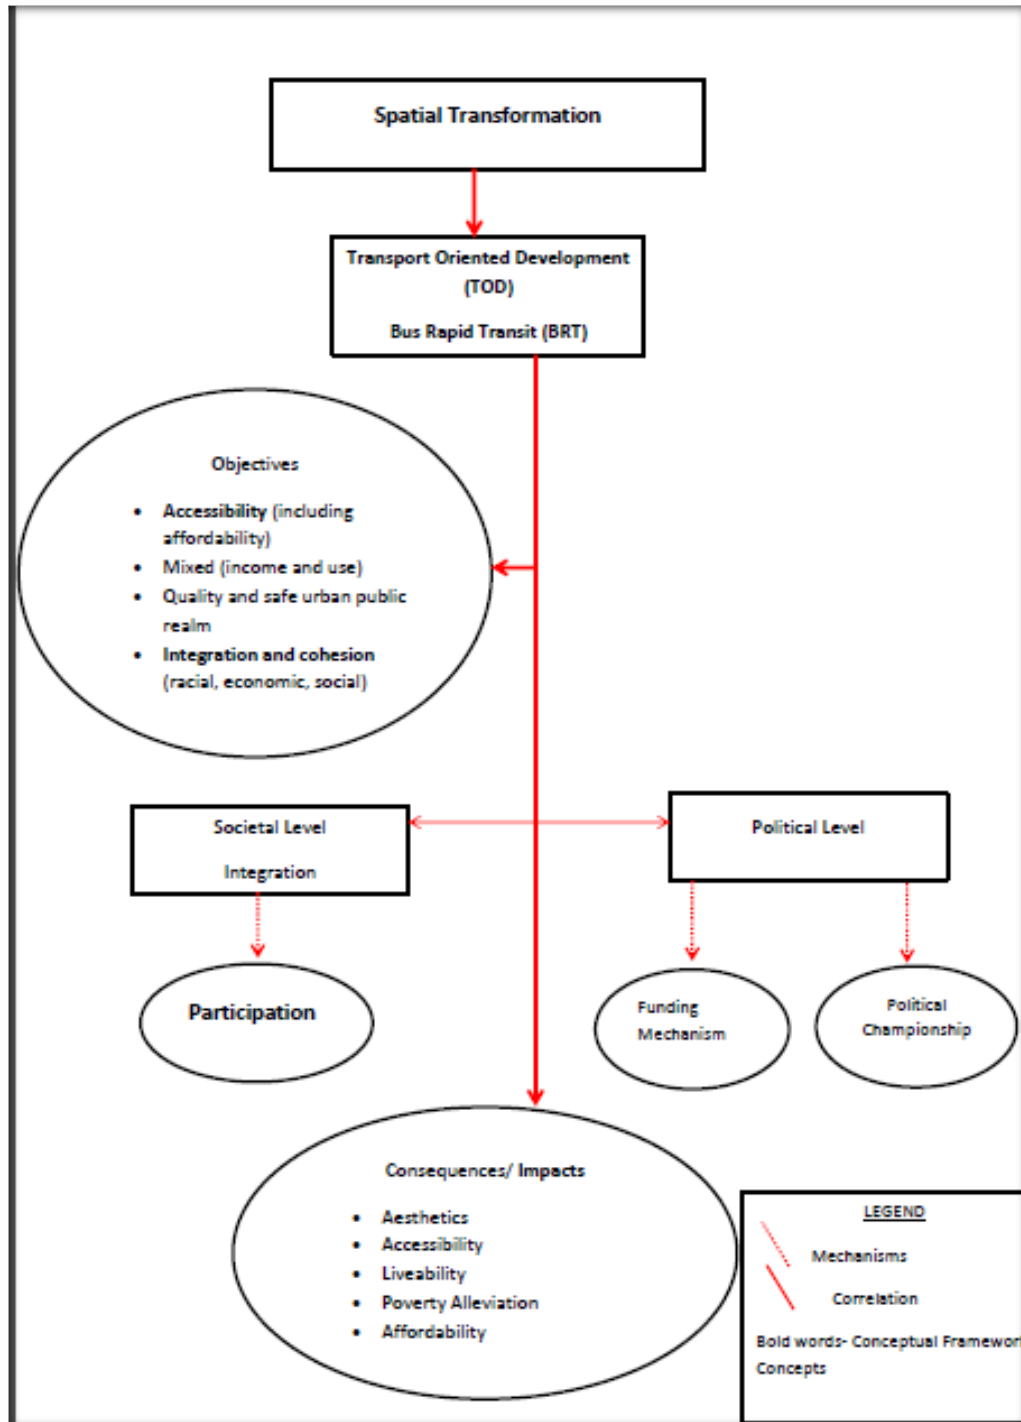 Spatial Transformation
Transport Oriented Development
(TOD)
Bus Rapid Transit (BRT)
Objectives
• Accessibility (including
affordability)
• Mixed (income and use)
• Quality and safe urban public
realm
• Integration and cohesion
(racial, economic, social)
Societal Level
Integration
Political Level
Participation
Funding
Mechanism
Political
Championship
Consequences/ Impacts
• Aesthetics
• Accessibility
• Liveability
• Poverty Alleviation
• Affordability
LEGEND
Mechanisms
Correlation
Bold words- Conceptual Framework
Concepts